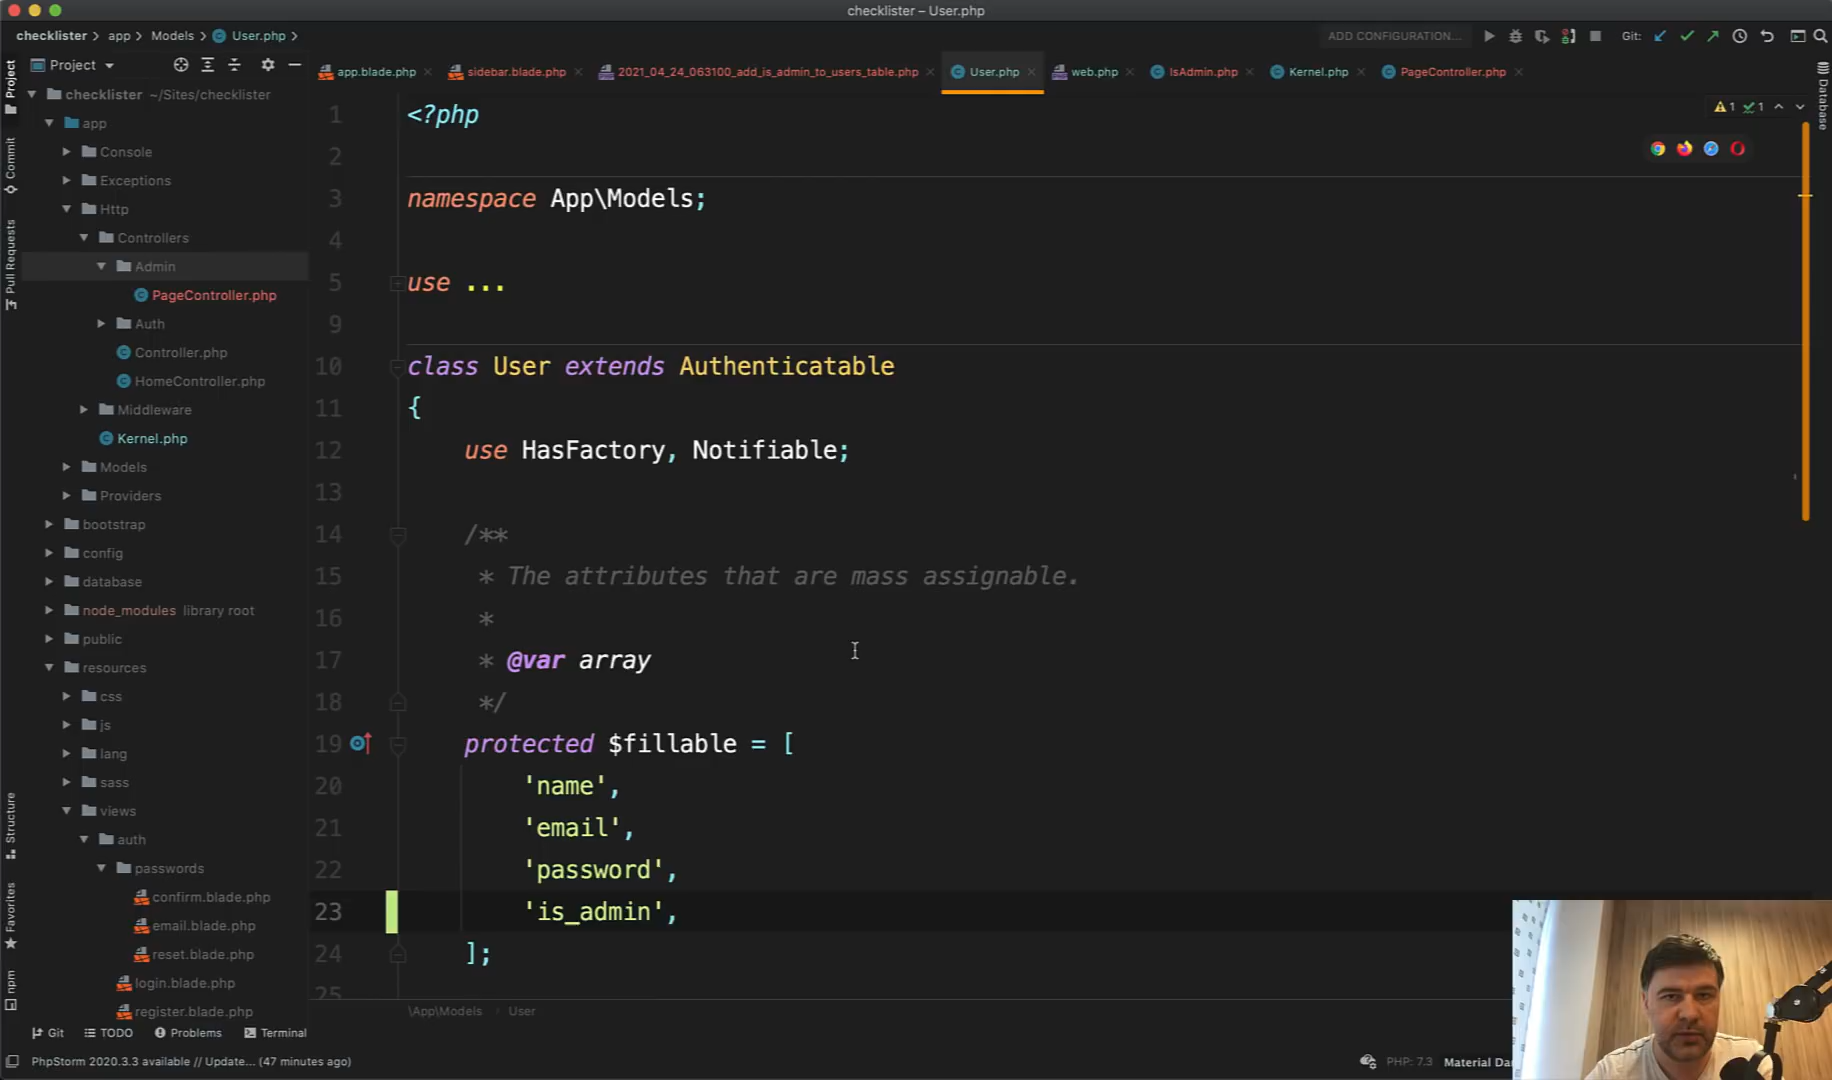 checklister – User.php
checklister > app > Models > User.php >
ADD CONFIGURATION...
Git:
Project
app.blade.php
sidebar.blade.php
2021_04_24_063100_add_is_admin_to_users_table.php
User.php
web.php
IsAdmin.php
Kernel.php
PageController.php
Project
Commit
Pull Requests
Structure
Favorites
npm
Database
checklister ~/Sites/checklister
app
Console
Exceptions
Http
Controllers
Admin
PageController.php
Auth
Controller.php
HomeController.php
Middleware
Kernel.php
Models
Providers
bootstrap
config
database
node_modules library root
public
resources
css
js
lang
sass
views
auth
passwords
confirm.blade.php
email.blade.php
reset.blade.php
login.blade.php
register.blade.php
1 1
1 <?php
2
3 namespace App\Models;
4
5 use ...
9
10 class User extends Authenticatable
11 {
12 use HasFactory, Notifiable;
13
14 /**
15 * The attributes that are mass assignable.
16 *
17 * @var array
18 */
19 protected $fillable = [
20 'name',
21 'email',
22 'password',
23 'is_admin',
24 ];
25
\App\Models User
Git TODO Problems Terminal
PhpStorm 2020.3.3 available // Update... (47 minutes ago)
PHP: 7.3 Material Da